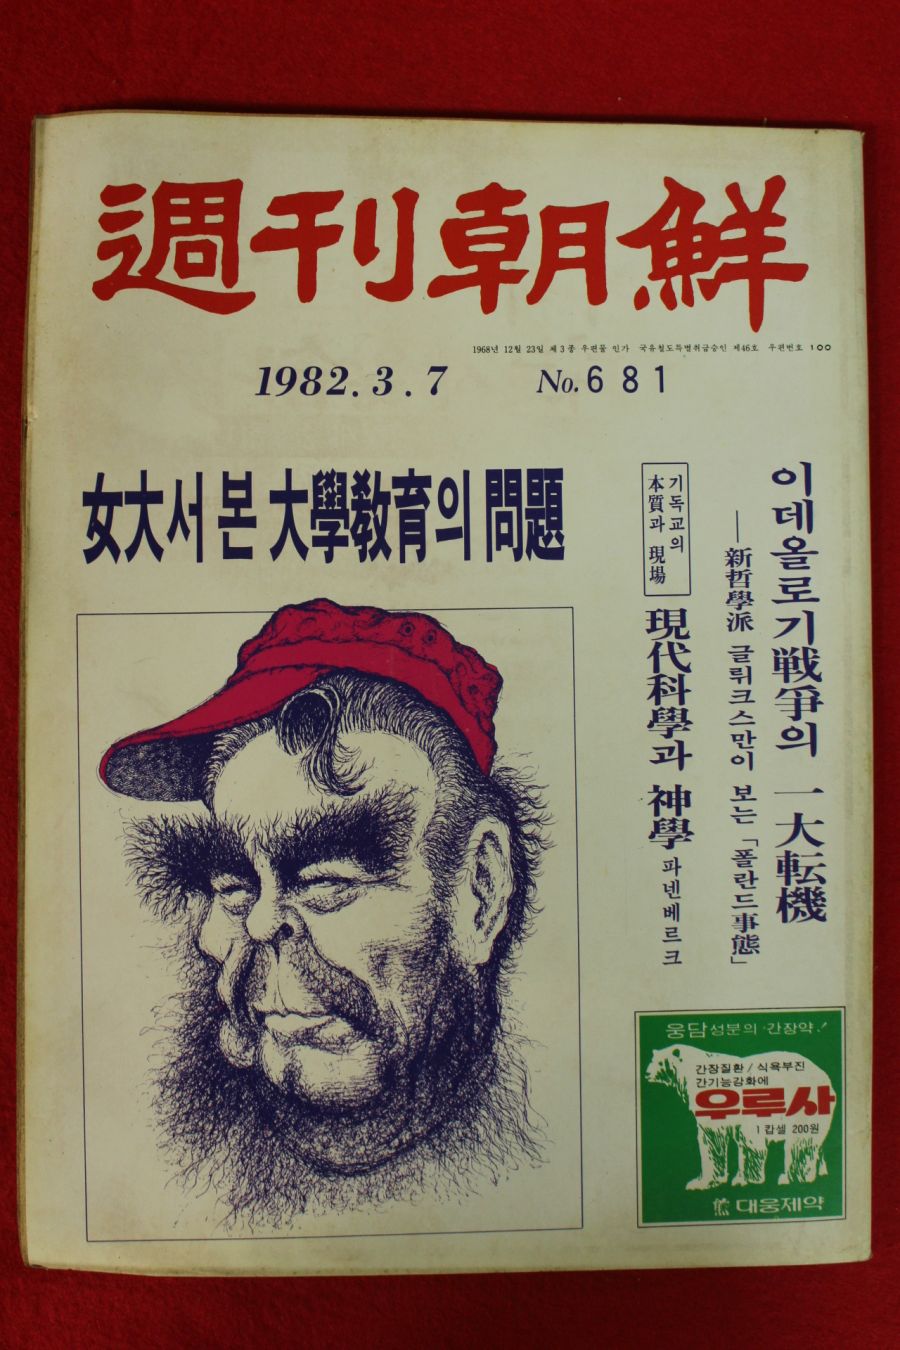 週刊朝鮮
1968년 12월 23일 제3종 우편물 인가 국유철도특별취급승인 제46호 우편번호 100
1982.3.7 No.681
女大서 본 大學敎育의 問題
이데올로기戦爭의 一大転機
──新哲學派 글뤼크스만이 보는 「폴란드事態」
기독교의
本質과 現場
現代科學과 神學 파넨베르크
웅담성분의·간장약!
간장질환/식욕부진
간기능강화에
우루사
1캅셀 200원
대웅제약